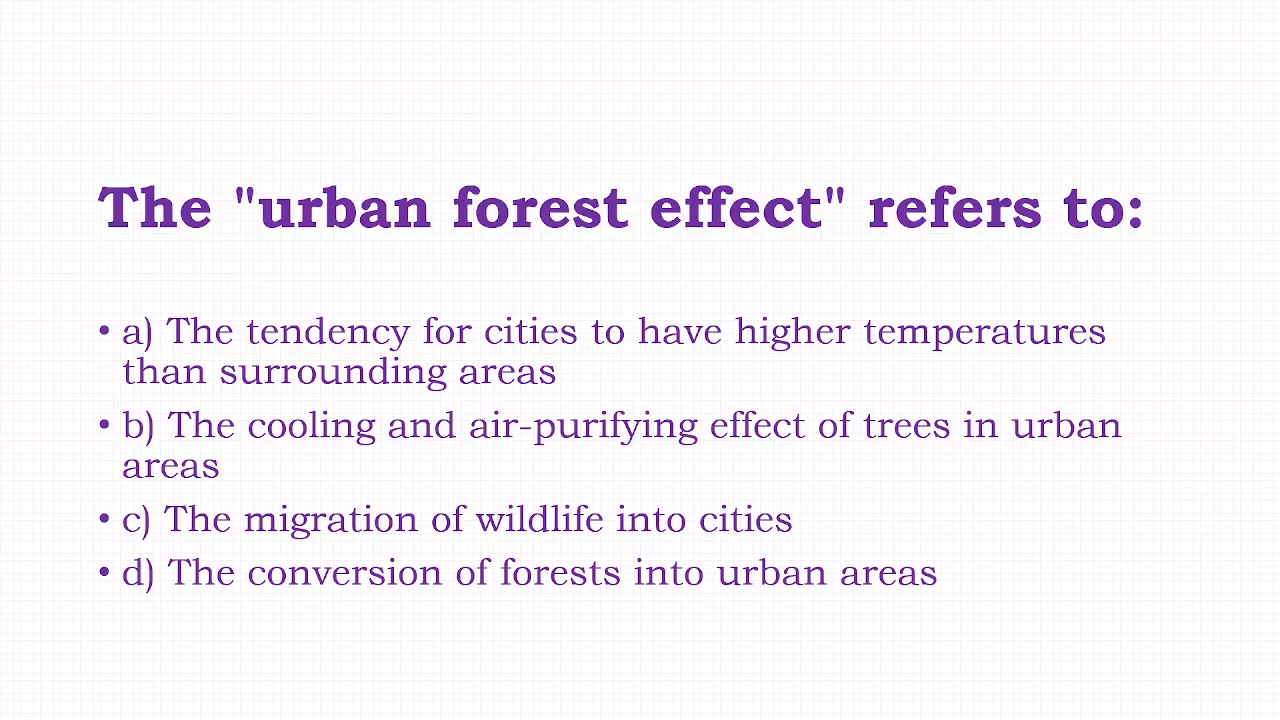 The "urban forest effect" refers to:
• a) The tendency for cities to have higher temperatures
than surrounding areas
• b) The cooling and air-purifying effect of trees in urban
areas
• c) The migration of wildlife into cities
• d) The conversion of forests into urban areas